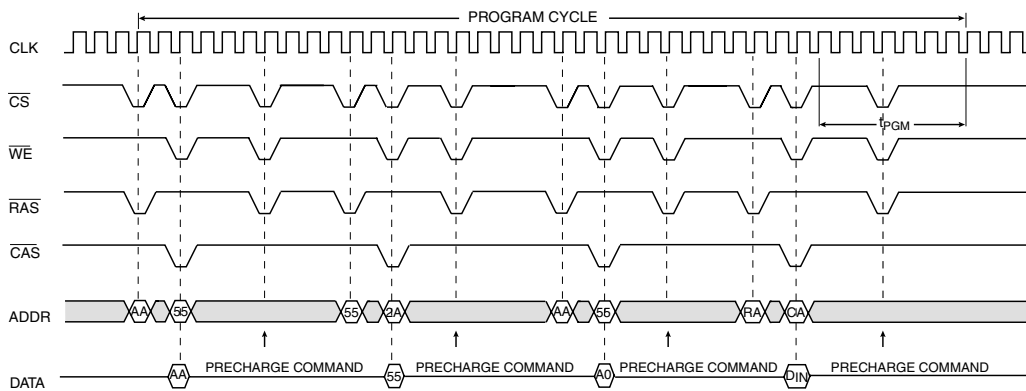 PROGRAM CYCLE
CLK
CS
tPGM
WE
RAS
CAS
ADDR AA 55 55 2A AA 55 RA CA
PRECHARGE COMMAND PRECHARGE COMMAND PRECHARGE COMMAND PRECHARGE COMMAND
DATA AA 55 A0 DIN